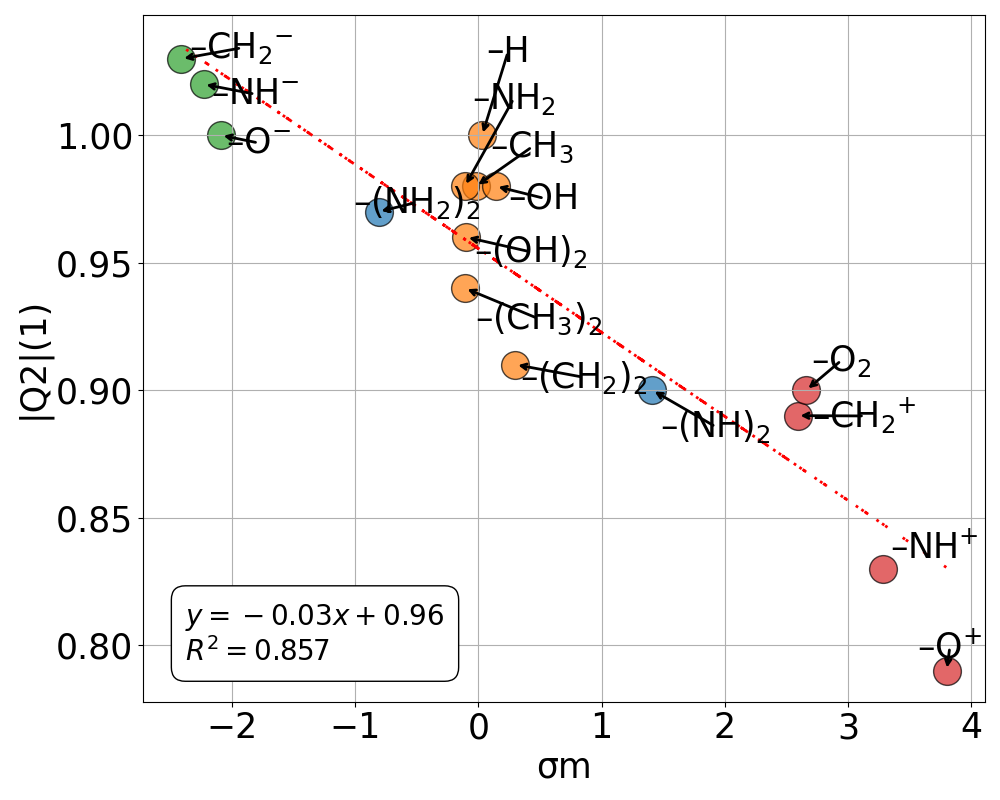 –CH₂⁻
–H
–NH⁻
–NH₂
–O⁻
–CH₃
–(NH₂)₂
–OH
–(OH)₂
–(CH₃)₂
–(CH₂)₂
–O₂
–CH₂⁺
–(NH)₂
–NH⁺
–O⁺
1.00
0.95
0.90
0.85
0.80
|Q2|(1)
y = −0.03x + 0.96
R² = 0.857
−2 −1 0 1 2 3 4
σm